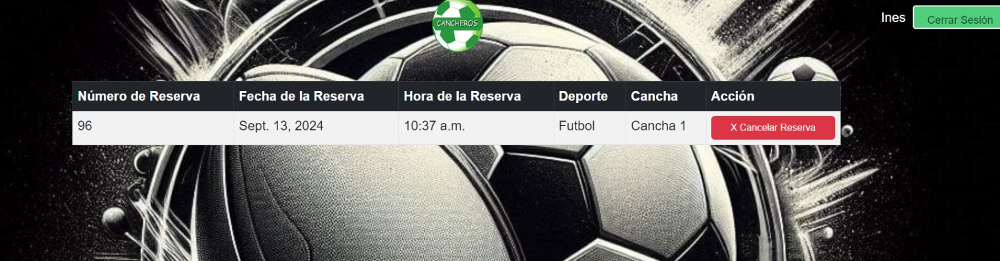 CANCHEROS
Ines Cerrar Sesión
Número de Reserva Fecha de la Reserva Hora de la Reserva Deporte Cancha Acción
96 Sept. 13, 2024 10:37 a.m. Futbol Cancha 1 X Cancelar Reserva